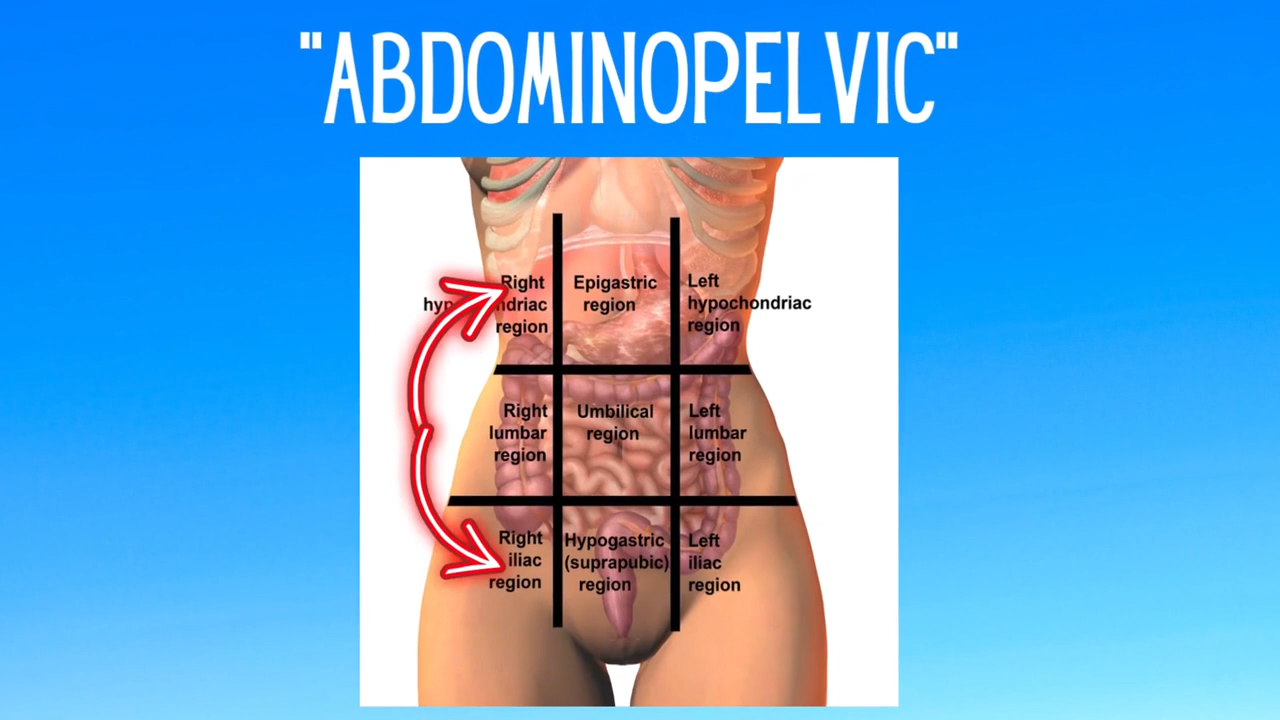 "ABDOMINOPELVIC"
Right
hyp ndriac
region
Epigastric
region
Left
hypochondriac
region
Right
lumbar
region
Umbilical
region
Left
lumbar
region
Right
iliac
region
Hypogastric
(suprapubic)
region
Left
iliac
region